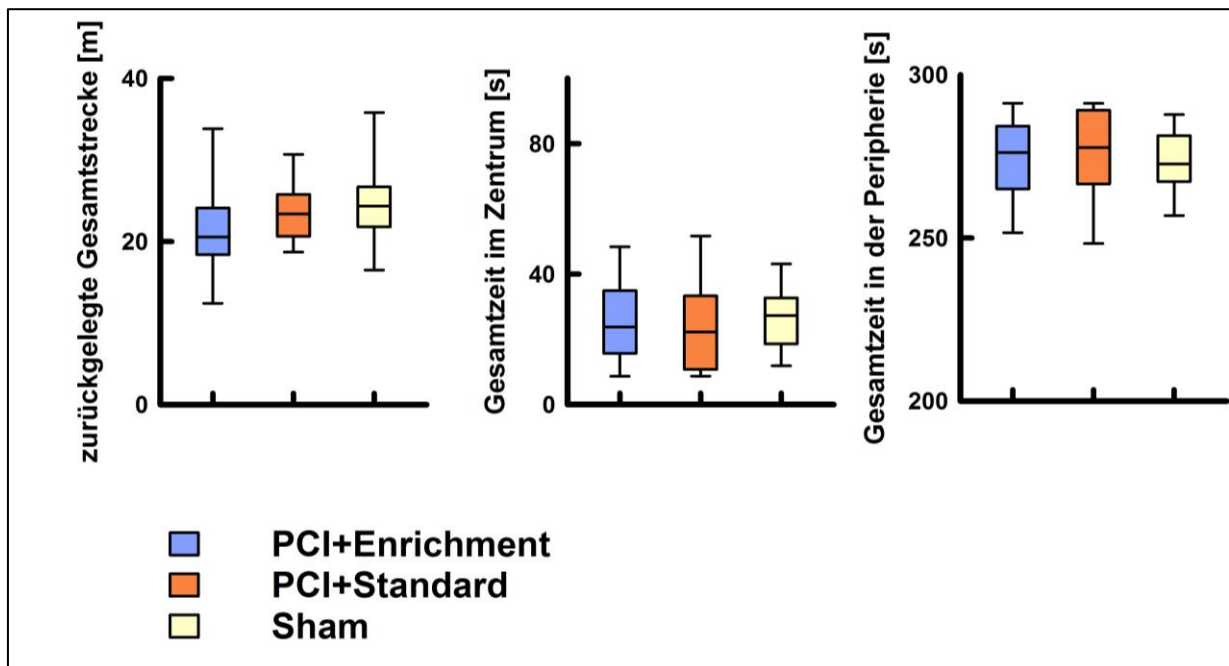 zurückgelegte Gesamtstrecke [m]
40
20
0
Gesamtzeit im Zentrum [s]
80
40
0
Gesamtzeit in der Peripherie [s]
300
250
200
PCI+Enrichment
PCI+Standard
Sham